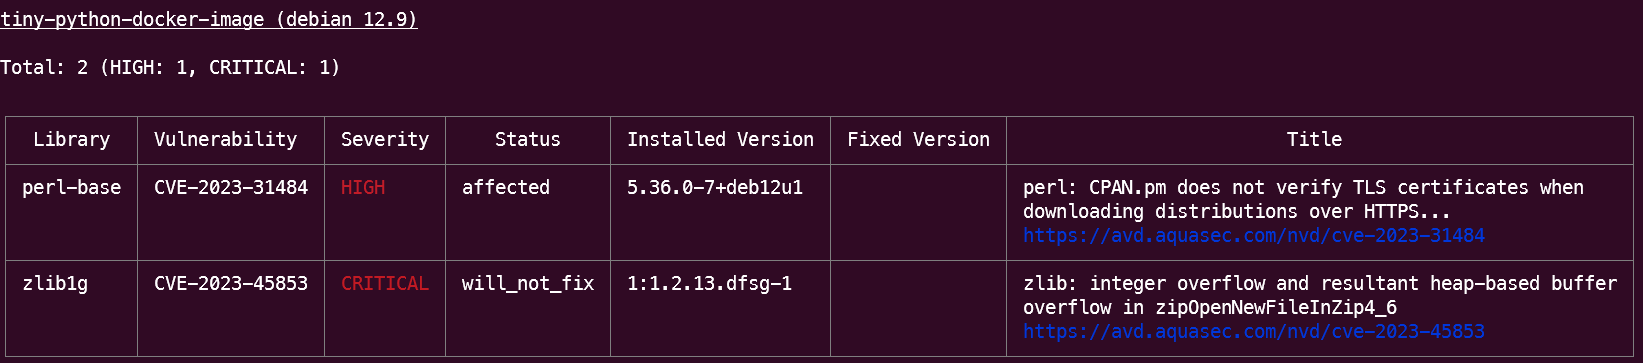 tiny-python-docker-image (debian 12.9)
Total: 2 (HIGH: 1, CRITICAL: 1)
Library Vulnerability Severity Status Installed Version Fixed Version Title
perl-base CVE-2023-31484 HIGH affected 5.36.0-7+deb12u1 perl: CPAN.pm does not verify TLS certificates when
downloading distributions over HTTPS...
https://avd.aquasec.com/nvd/cve-2023-31484
zlib1g CVE-2023-45853 CRITICAL will_not_fix 1:1.2.13.dfsg-1 zlib: integer overflow and resultant heap-based buffer
overflow in zipOpenNewFileInZip4_6
https://avd.aquasec.com/nvd/cve-2023-45853